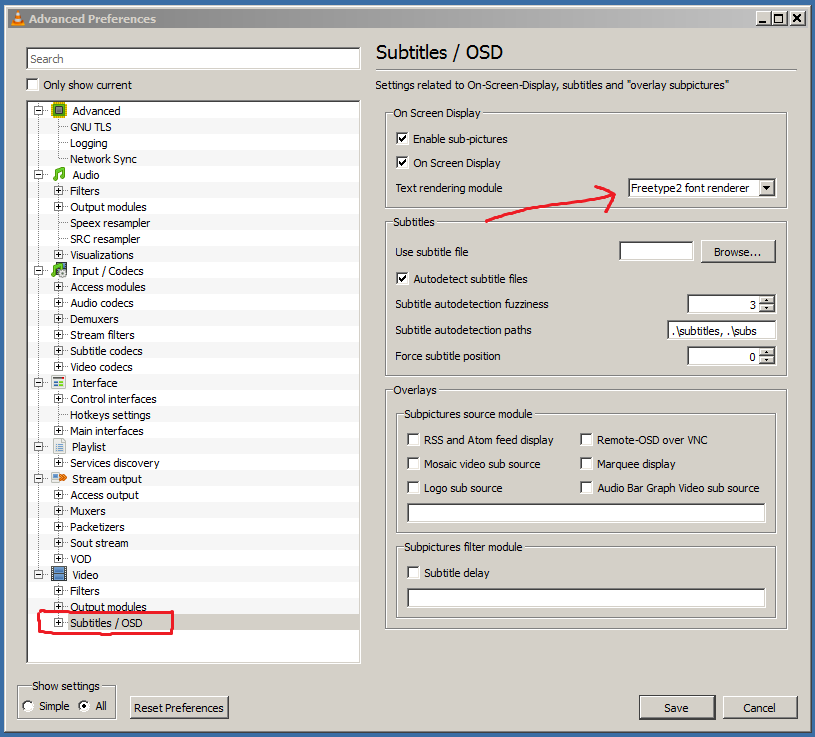 Advanced Preferences
Search
Only show current
Advanced
GNU TLS
Logging
Network Sync
Audio
Filters
Output modules
Speex resampler
SRC resampler
Visualizations
Input / Codecs
Access modules
Audio codecs
Demuxers
Stream filters
Subtitle codecs
Video codecs
Interface
Control interfaces
Hotkeys settings
Main interfaces
Playlist
Services discovery
Stream output
Access output
Muxers
Packetizers
Sout stream
VOD
Video
Filters
Output modules
Subtitles / OSD
Show settings
Simple All
Reset Preferences
Subtitles / OSD
Settings related to On-Screen-Display, subtitles and "overlay subpictures"
On Screen Display
Enable sub-pictures
On Screen Display
Text rendering module Freetype2 font renderer
Subtitles
Use subtitle file Browse...
Autodetect subtitle files
Subtitle autodetection fuzziness 3
Subtitle autodetection paths .\subtitles, .\subs
Force subtitle position 0
Overlays
Subpictures source module
RSS and Atom feed display Remote-OSD over VNC
Mosaic video sub source Marquee display
Logo sub source Audio Bar Graph Video sub source
Subpictures filter module
Subtitle delay
Save Cancel